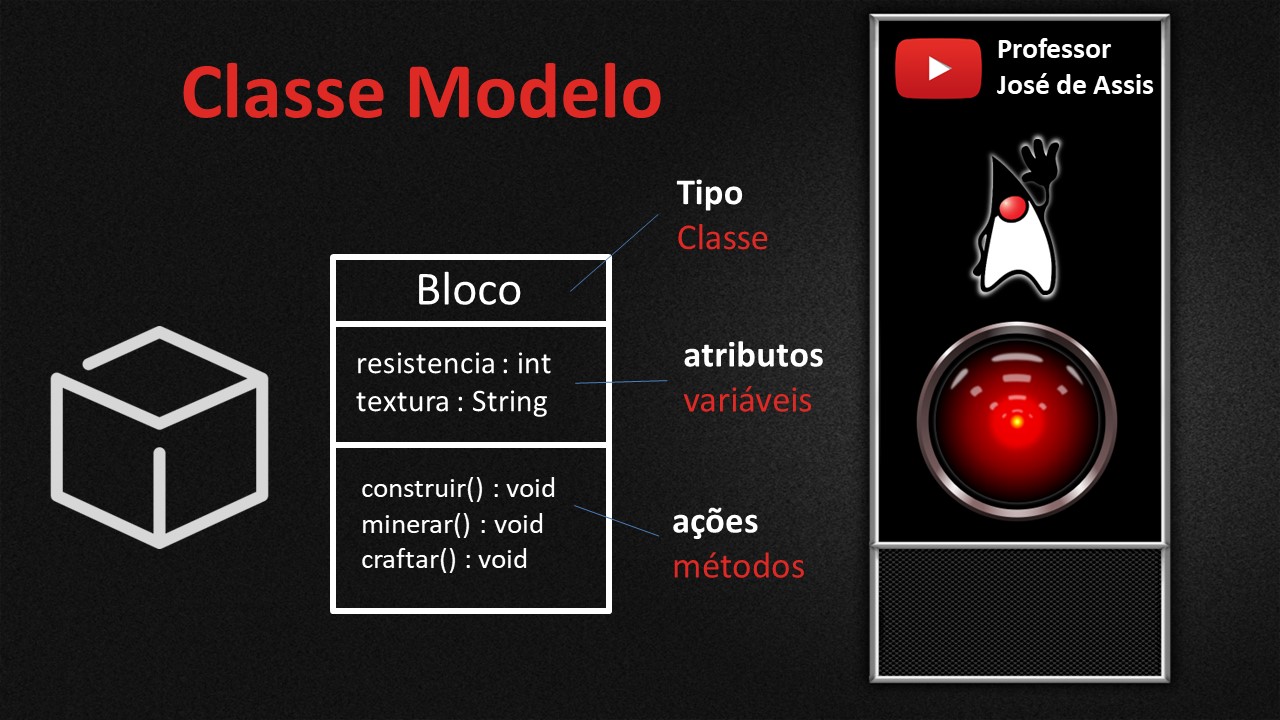 Classe Modelo
Professor
José de Assis
Tipo
Classe
Bloco
resistencia : int
textura : String
atributos
variáveis
construir() : void
minerar() : void
craftar() : void
ações
métodos